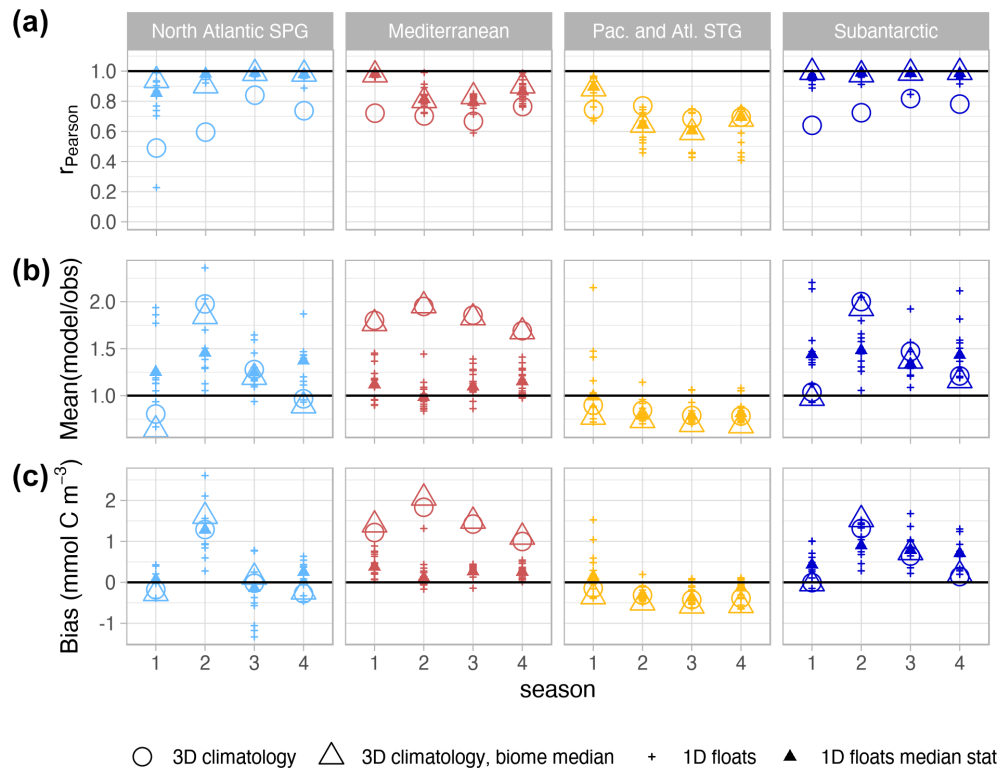 (a)
North Atlantic SPG
Mediterranean
Pac. and Atl. STG
Subantarctic
rPearson
1.0
0.8
0.6
0.4
0.2
0.0
(b)
Mean(model/obs)
2.0
1.5
1.0
(c)
Bias (mmol C m⁻³)
2
1
0
-1
1 2 3 4
1 2 3 4
1 2 3 4
1 2 3 4
season
3D climatology
3D climatology, biome median
1D floats
1D floats median stat